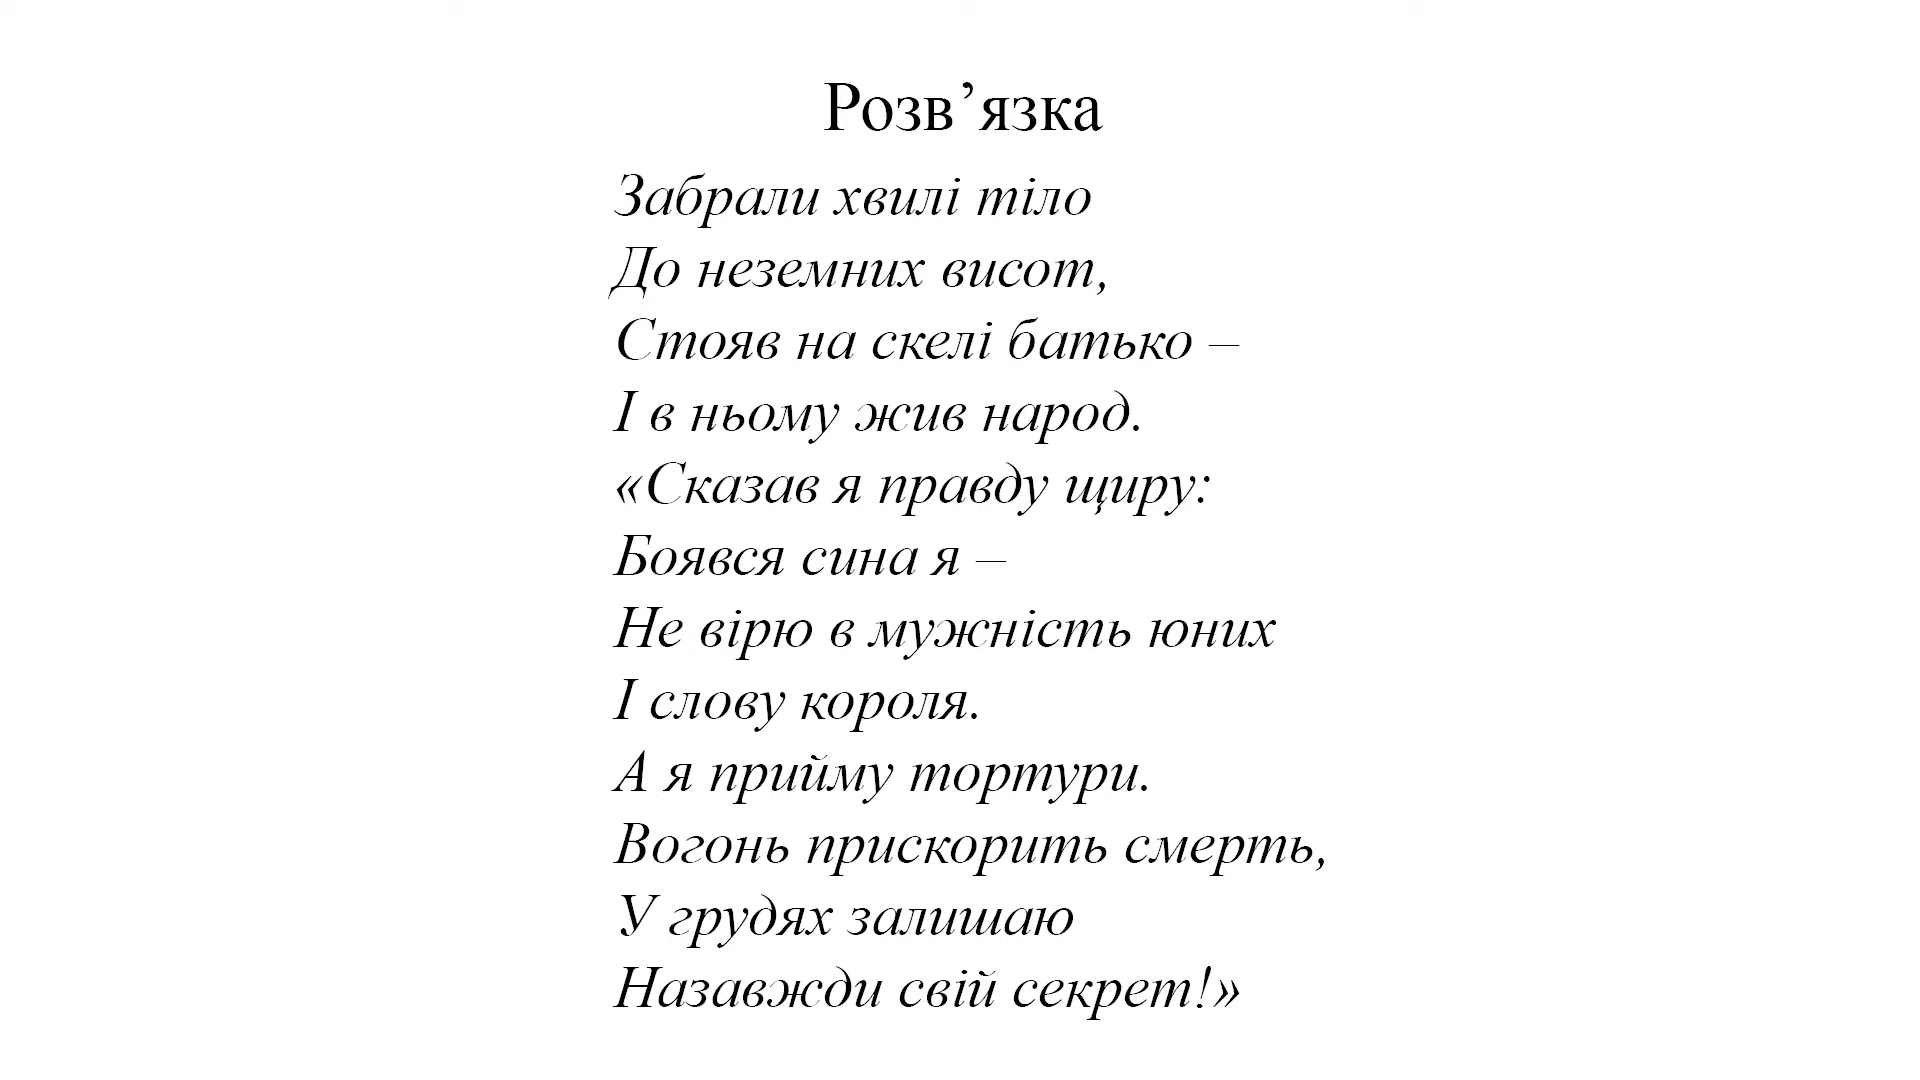 Розв’язка
Забрали хвилі тіло
До неземних висот,
Стояв на скелі батько –
І в ньому жив народ.
«Сказав я правду щиру:
Боявся сина я –
Не вірю в мужність юних
І слову короля.
А я прийму тортури.
Вогонь прискорить смерть,
У грудях залишаю
Назавжди свій секрет!»